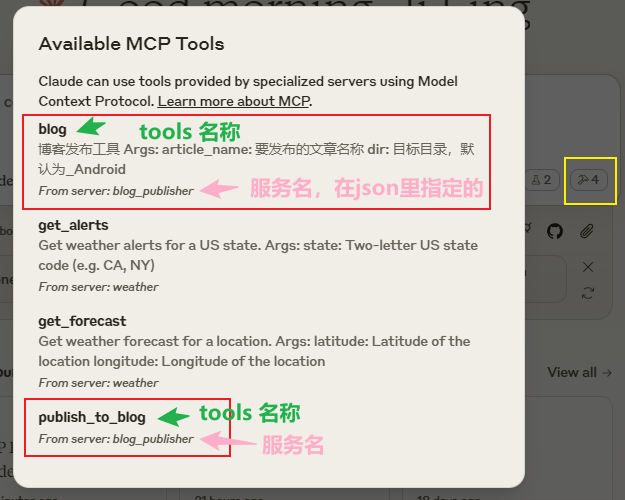 Good morning, Ji Ling
Available MCP Tools
Claude can use tools provided by specialized servers using Model
Context Protocol. Learn more about MCP.
blog
tools 名称
博客发布工具 Args: article_name: 要发布的文章名称 dir: 目标目录，默
认为_Android
From server: blog_publisher
服务名，在json里指定的
2
4
get_alerts
Get weather alerts for a US state. Args: state: Two-letter US state
code (e.g. CA, NY)
From server: weather
get_forecast
Get weather forecast for a location. Args: latitude: Latitude of the
location longitude: Longitude of the location
From server: weather
View all →
publish_to_blog
tools 名称
From server: blog_publisher
服务名